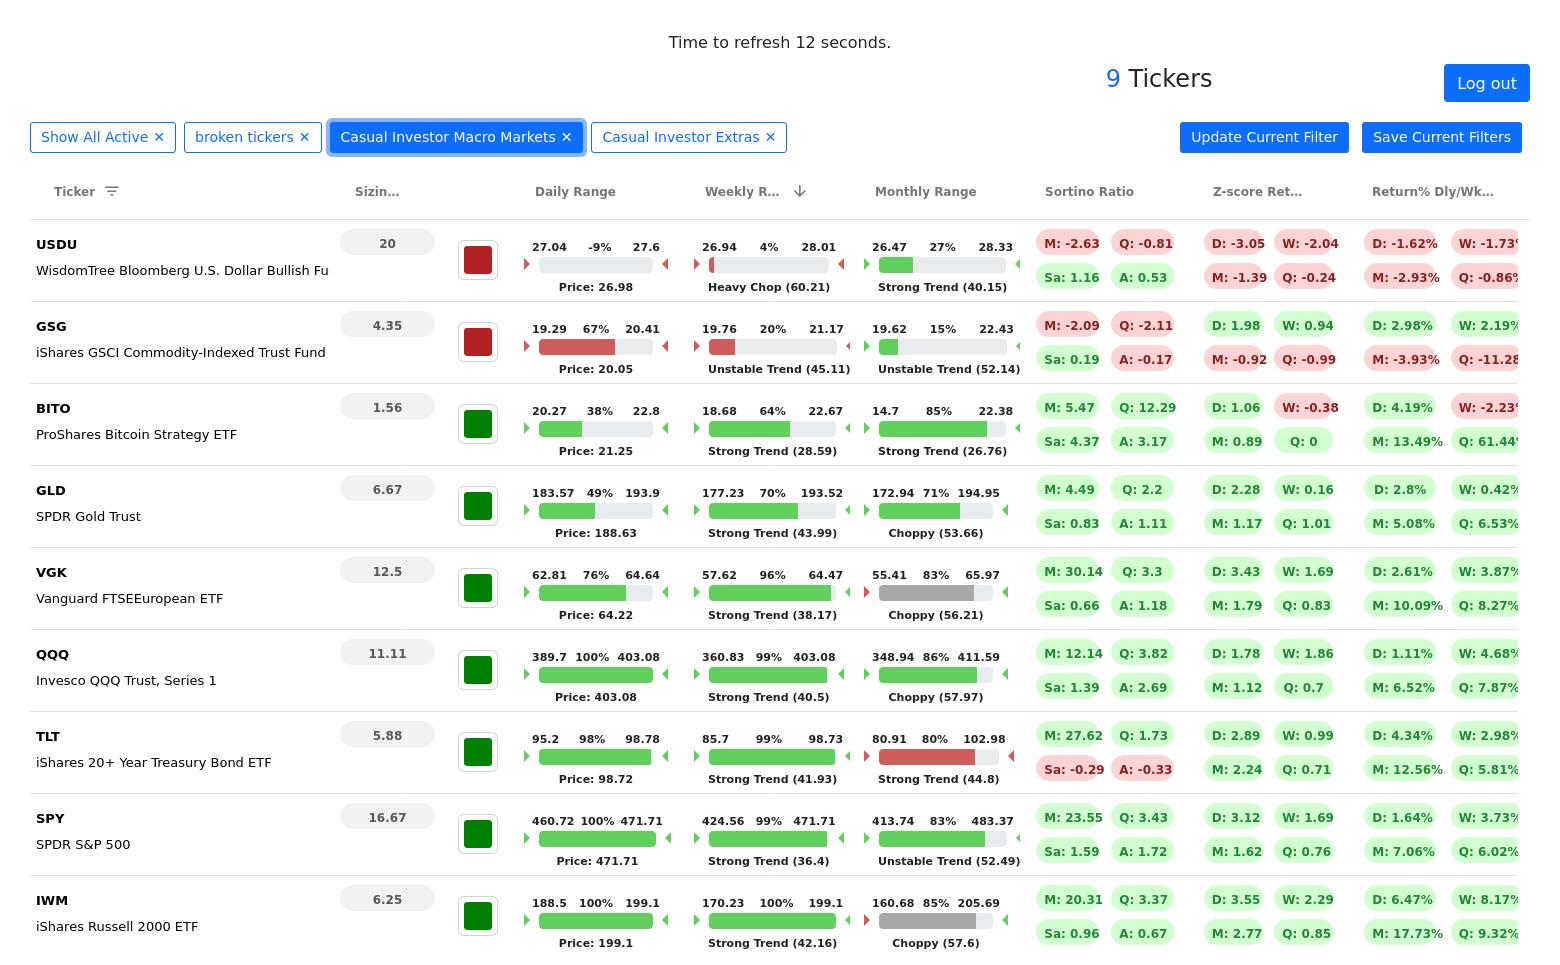 Time to refresh 12 seconds.
9 Tickers
Log out
Show All Active ✕ broken tickers ✕ Casual Investor Macro Markets ✕ Casual Investor Extras ✕ Update Current Filter Save Current Filters
Ticker Sizin... Daily Range Weekly R... Monthly Range Sortino Ratio Z-score Ret... Return% Dly/Wk...
USDU 20 27.04 -9% 27.6 26.94 4% 28.01 26.47 27% 28.33 M: -2.63 Q: -0.81 D: -3.05 W: -2.04 D: -1.62% W: -1.73%
WisdomTree Bloomberg U.S. Dollar Bullish Fu Sa: 1.16 A: 0.53 M: -1.39 Q: -0.24 M: -2.93% Q: -0.86%
Price: 26.98 Heavy Chop (60.21) Strong Trend (40.15)
GSG 4.35 19.29 67% 20.41 19.76 20% 21.17 19.62 15% 22.43 M: -2.09 Q: -2.11 D: 1.98 W: 0.94 D: 2.98% W: 2.19%
iShares GSCI Commodity-Indexed Trust Fund Sa: 0.19 A: -0.17 M: -0.92 Q: -0.99 M: -3.93% Q: -11.28
Price: 20.05 Unstable Trend (45.11) Unstable Trend (52.14)
BITO 1.56 20.27 38% 22.8 18.68 64% 22.67 14.7 85% 22.38 M: 5.47 Q: 12.29 D: 1.06 W: -0.38 D: 4.19% W: -2.23%
ProShares Bitcoin Strategy ETF Sa: 4.37 A: 3.17 M: 0.89 Q: 0 M: 13.49% Q: 61.44%
Price: 21.25 Strong Trend (28.59) Strong Trend (26.76)
GLD 6.67 183.57 49% 193.9 177.23 70% 193.52 172.94 71% 194.95 M: 4.49 Q: 2.2 D: 2.28 W: 0.16 D: 2.8% W: 0.42%
SPDR Gold Trust Sa: 0.83 A: 1.11 M: 1.17 Q: 1.01 M: 5.08% Q: 6.53%
Price: 188.63 Strong Trend (43.99) Choppy (53.66)
VGK 12.5 62.81 76% 64.64 57.62 96% 64.47 55.41 83% 65.97 M: 30.14 Q: 3.3 D: 3.43 W: 1.69 D: 2.61% W: 3.87%
Vanguard FTSEEuropean ETF Sa: 0.66 A: 1.18 M: 1.79 Q: 0.83 M: 10.09% Q: 8.27%
Price: 64.22 Strong Trend (38.17) Choppy (56.21)
QQQ 11.11 389.7 100% 403.08 360.83 99% 403.08 348.94 86% 411.59 M: 12.14 Q: 3.82 D: 1.78 W: 1.86 D: 1.11% W: 4.68%
Invesco QQQ Trust, Series 1 Sa: 1.39 A: 2.69 M: 1.12 Q: 0.7 M: 6.52% Q: 7.87%
Price: 403.08 Strong Trend (40.5) Choppy (57.97)
TLT 5.88 95.2 98% 98.78 85.7 99% 98.73 80.91 80% 102.98 M: 27.62 Q: 1.73 D: 2.89 W: 0.99 D: 4.34% W: 2.98%
iShares 20+ Year Treasury Bond ETF Sa: -0.29 A: -0.33 M: 2.24 Q: 0.71 M: 12.56% Q: 5.81%
Price: 98.72 Strong Trend (41.93) Strong Trend (44.8)
SPY 16.67 460.72 100% 471.71 424.56 99% 471.71 413.74 83% 483.37 M: 23.55 Q: 3.43 D: 3.12 W: 1.69 D: 1.64% W: 3.73%
SPDR S&P 500 Sa: 1.59 A: 1.72 M: 1.62 Q: 0.76 M: 7.06% Q: 6.02%
Price: 471.71 Strong Trend (36.4) Unstable Trend (52.49)
IWM 6.25 188.5 100% 199.1 170.23 100% 199.1 160.68 85% 205.69 M: 20.31 Q: 3.37 D: 3.55 W: 2.29 D: 6.47% W: 8.17%
iShares Russell 2000 ETF Sa: 0.96 A: 0.67 M: 2.77 Q: 0.85 M: 17.73% Q: 9.32%
Price: 199.1 Strong Trend (42.16) Choppy (57.6)